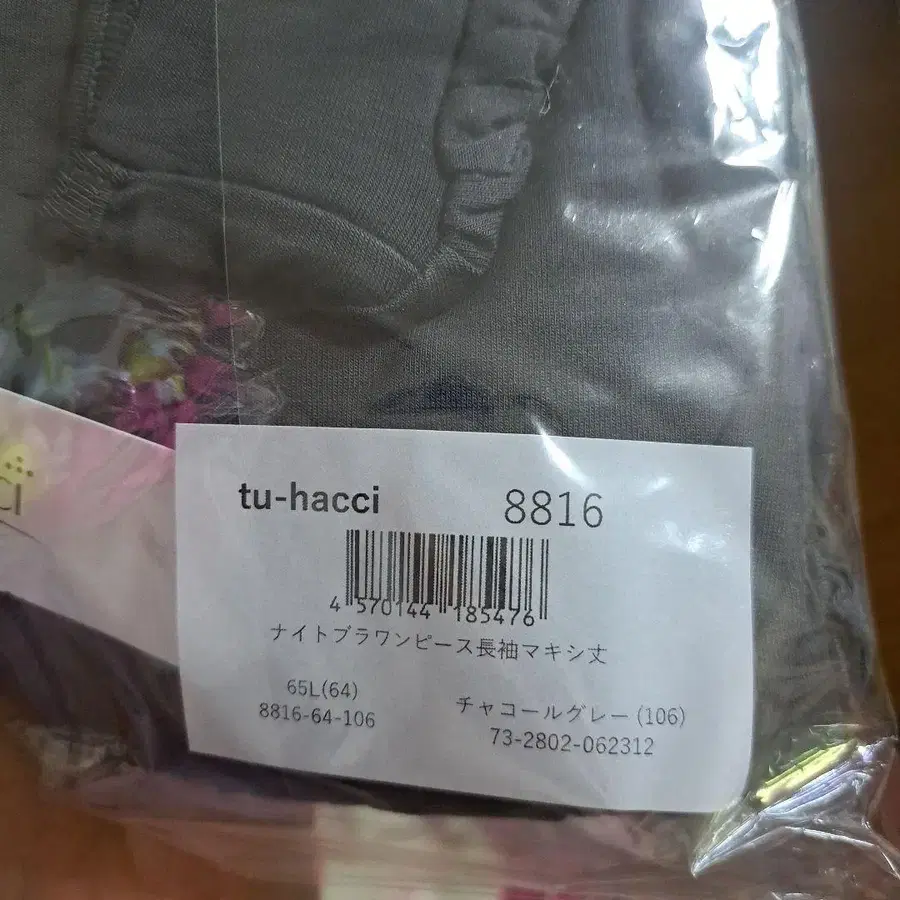 tu-hacci 8816
4 570144 185476
ナイトブラワンピース長袖マキシ丈
65L(64) チャコールグレー(106)
8816-64-106 73-2802-062312
ci